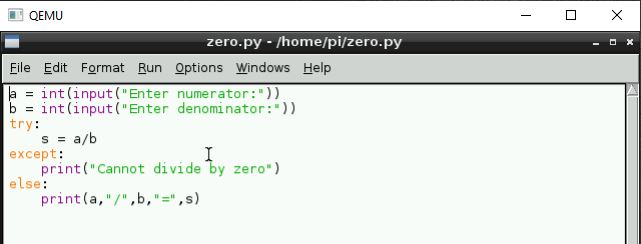 QEMU
zero.py - /home/pi/zero.py
File Edit Format Run Options Windows Help
a = int(input("Enter numerator:"))
b = int(input("Enter denominator:"))
try:
    s = a/b
except:
    print("Cannot divide by zero")
else:
    print(a,"/",b,"=",s)